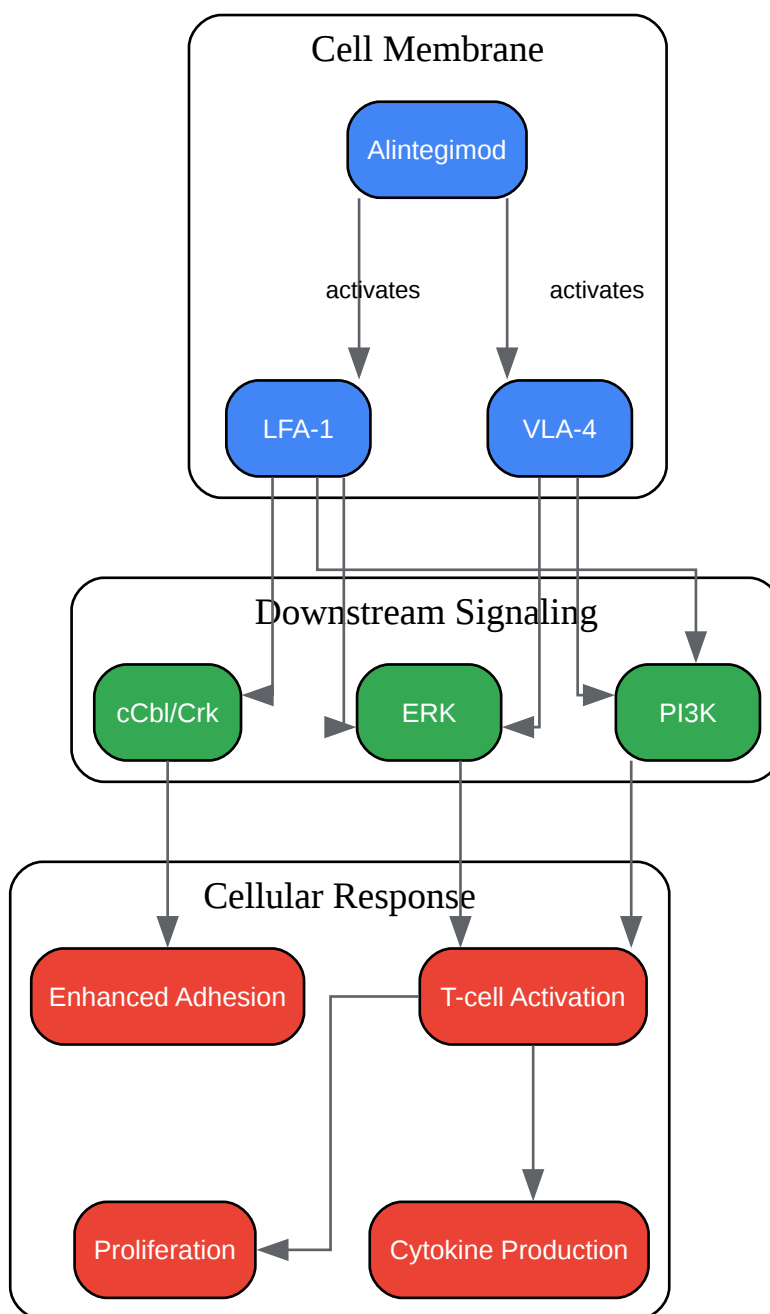 Cell Membrane
Alintegimod
activates
activates
LFA-1
VLA-4
Downstream Signaling
cCbl/Crk
ERK
PI3K
Cellular Response
Enhanced Adhesion
T-cell Activation
Proliferation
Cytokine Production